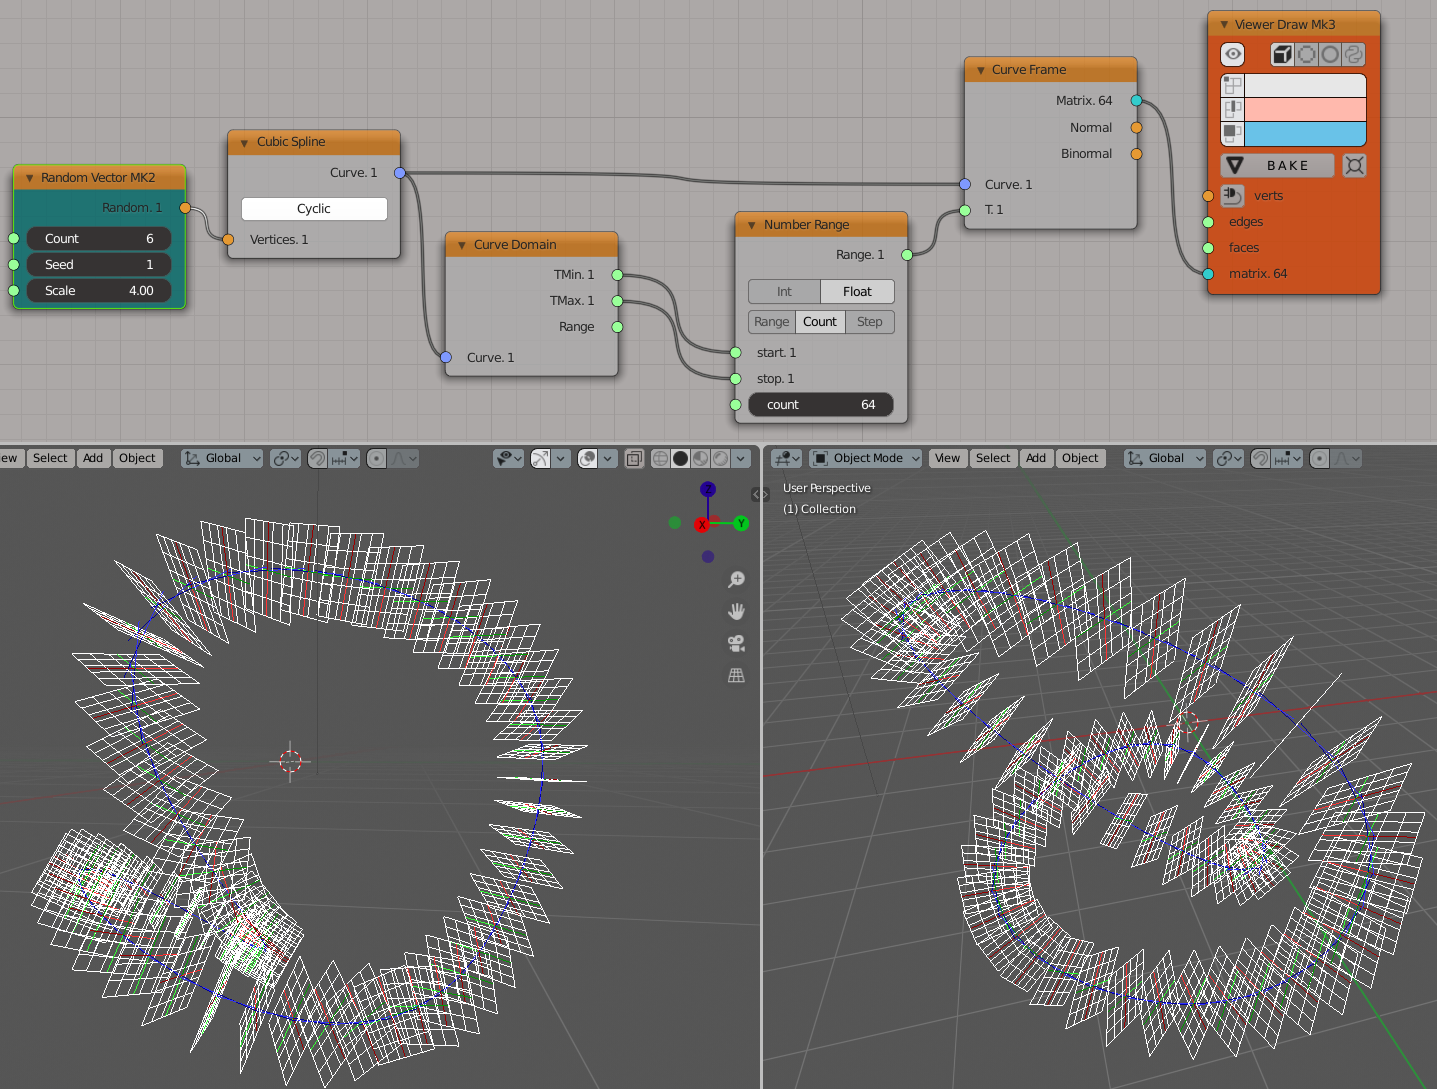 Random Vector MK2
Random. 1
Count 6
Seed 1
Scale 4.00
Cubic Spline
Curve. 1
Cyclic
Vertices. 1
Curve Domain
TMin. 1
TMax. 1
Range
Curve. 1
Number Range
Range. 1
Int Float
Range Count Step
start. 1
stop. 1
count 64
Curve Frame
Matrix. 64
Normal
Binormal
Curve. 1
T. 1
Viewer Draw Mk3
BAKE
verts
edges
faces
matrix. 64
ew Select Add Object Global
Z
X Y
Object Mode View Select Add Object Global
User Perspective
(1) Collection